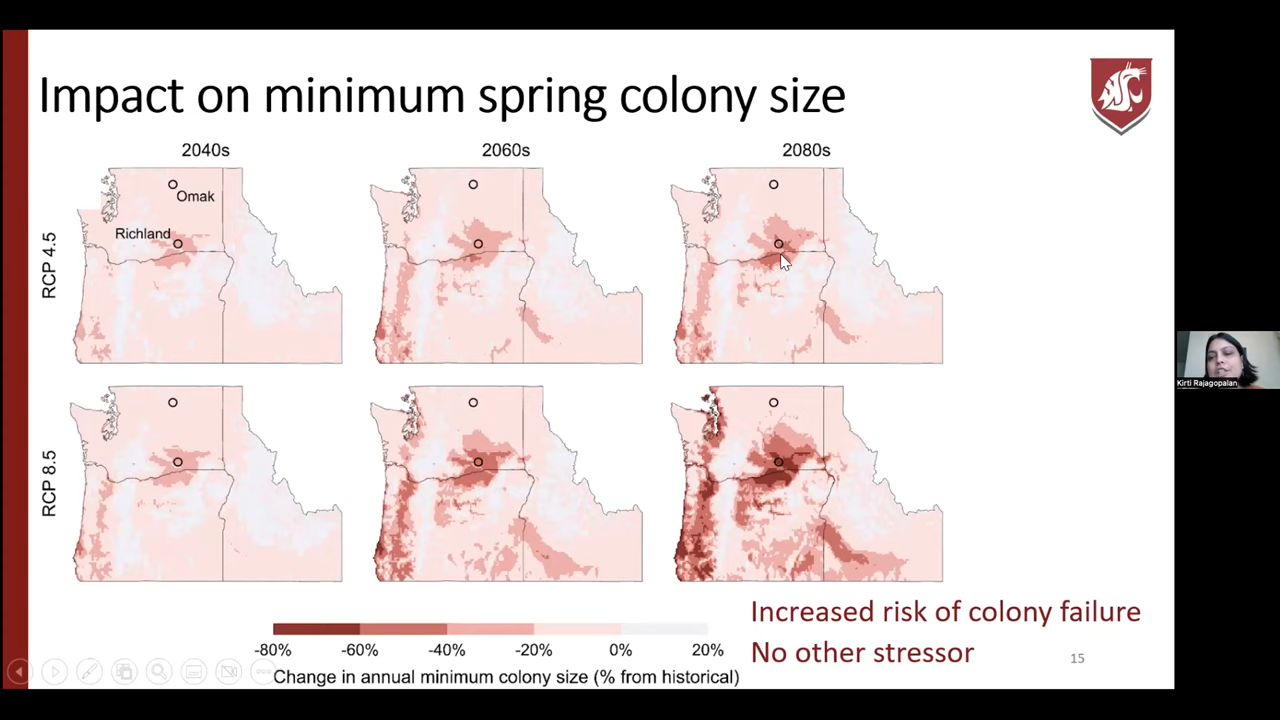 Impact on minimum spring colony size
2040s
2060s
2080s
RCP 4.5
Omak
Richland
RCP 8.5
-80%
-60%
-40%
-20%
0%
20%
Change in annual minimum colony size (% from historical)
Increased risk of colony failure
No other stressor
15
Kirti Rajagopalan